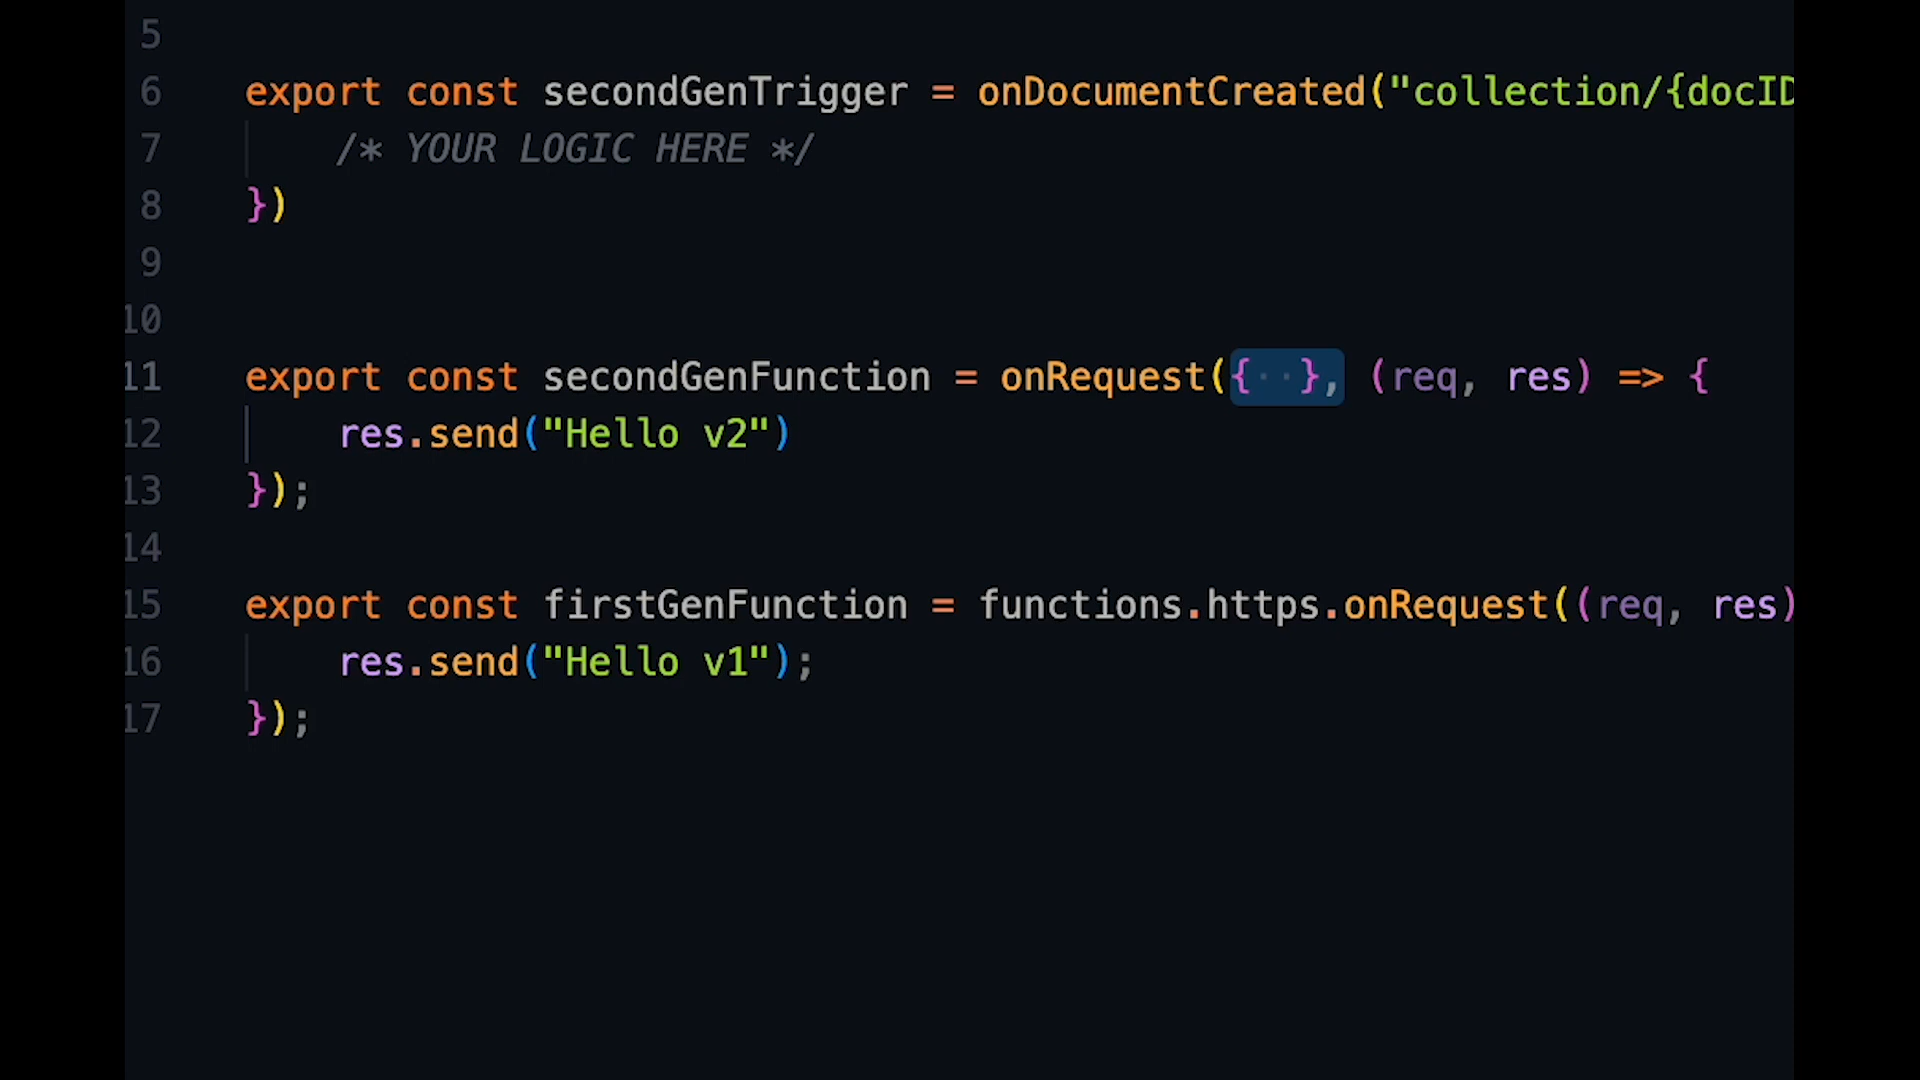 5
6 export const secondGenTrigger = onDocumentCreated("collection/{docID
7 /* YOUR LOGIC HERE */
8 })
9
10
11 export const secondGenFunction = onRequest({  }, (req, res) => {
12 res.send("Hello v2")
13 });
14
15 export const firstGenFunction = functions.https.onRequest((req, res)
16 res.send("Hello v1");
17 });